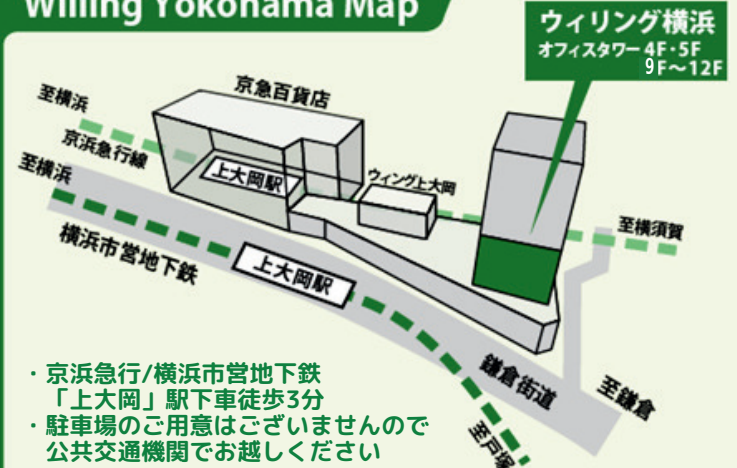 Willing Yokohama Map
ウィリング横浜
オフィスタワー 4F・5F
9F～12F
京急百貨店
至横浜
京浜急行線
上大岡駅
ウィング上大岡
至横浜
至横須賀
横浜市営地下鉄
上大岡駅
鎌倉街道
至鎌倉
至戸塚
・京浜急行/横浜市営地下鉄
「上大岡」駅下車徒歩3分
・駐車場のご用意はございませんので
公共交通機関でお越しください